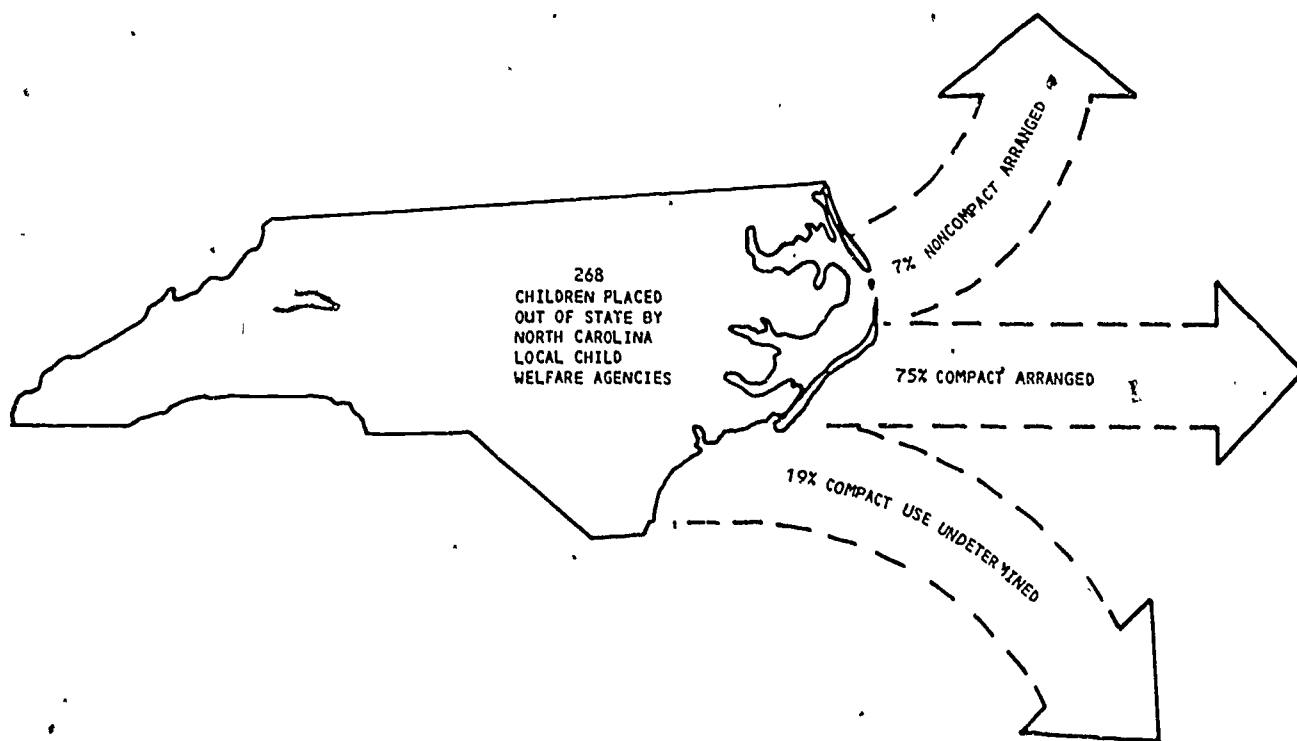 7% NONCOMPACT ARRANGED
268
CHILDREN PLACED
OUT OF STATE BY
NORTH CAROLINA
LOCAL CHILD
WELFARE AGENCIES
75% COMPACT ARRANGED
19% COMPACT USE UNDETERMINED